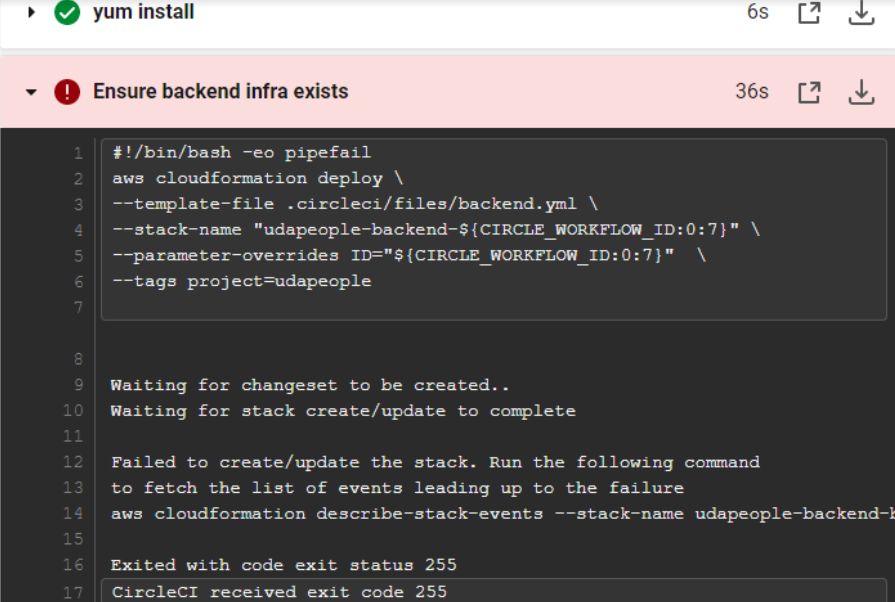 yum install 6s
Ensure backend infra exists 36s
1 #!/bin/bash -eo pipefail
2 aws cloudformation deploy \
3 --template-file .circleci/files/backend.yml \
4 --stack-name "udapeople-backend-${CIRCLE_WORKFLOW_ID:0:7}" \
5 --parameter-overrides ID="${CIRCLE_WORKFLOW_ID:0:7}"  \
6 --tags project=udapeople
7
8
9 Waiting for changeset to be created..
10 Waiting for stack create/update to complete
11
12 Failed to create/update the stack. Run the following command
13 to fetch the list of events leading up to the failure
14 aws cloudformation describe-stack-events --stack-name udapeople-backend-
15
16 Exited with code exit status 255
17 CircleCI received exit code 255